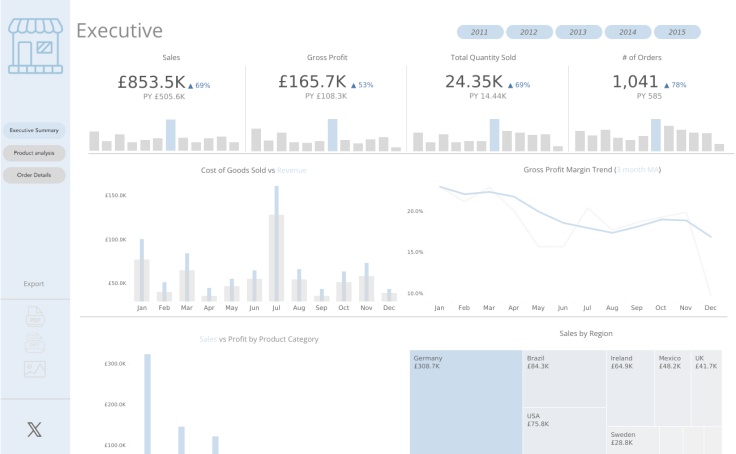 Executive
2011 2012 2013 2014 2015
Sales
£853.5K ▲ 69%
PY £505.6K
Gross Profit
£165.7K ▲ 53%
PY £108.3K
Total Quantity Sold
24.35K ▲ 69%
PY 14.44K
# of Orders
1,041 ▲ 78%
PY 585
Executive Summary
Product analysis
Order Details
Export
Cost of Goods Sold vs Revenue
£150.0K
£100.0K
£50.0K
Jan Feb Mar Apr May Jun Jul Aug Sep Oct Nov Dec
Gross Profit Margin Trend (3 month MA)
20.0%
15.0%
10.0%
Jan Feb Mar Apr May Jun Jul Aug Sep Oct Nov Dec
Sales vs Profit by Product Category
£300.0K
£200.0K
£100.0K
Sales by Region
Germany
£308.7K
Brazil
£84.3K
USA
£75.8K
Ireland
£64.9K
Mexico
£48.2K
UK
£41.7K
Sweden
£28.8K